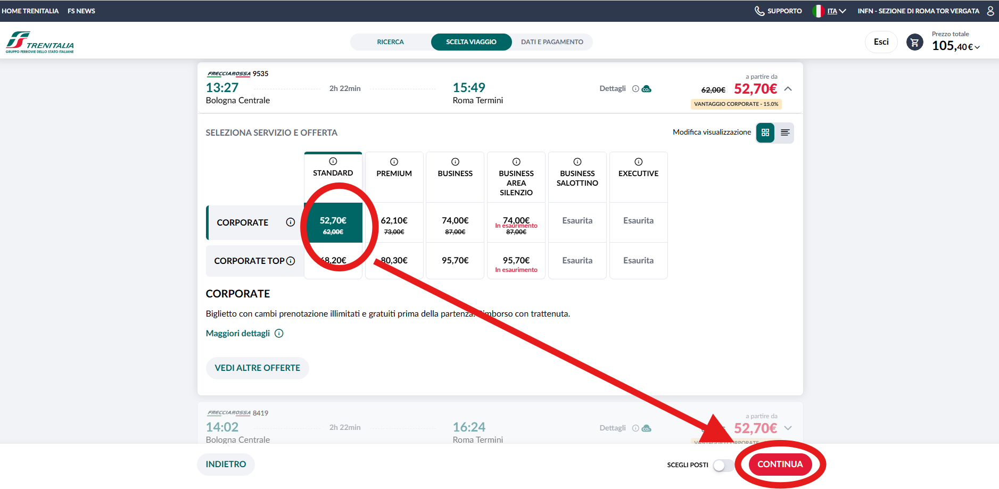 HOME TRENITALIA FS NEWS SUPPORTO ITA INFN - SEZIONE DI ROMA TOR VERGATA
TRENITALIA
GRUPPO FERROVIE DELLO STATO ITALIANE
RICERCA SCELTA VIAGGIO DATI E PAGAMENTO
Esci
Prezzo totale
105,40 €
FRECCIAROSSA 9535
13:27 2h 22min 15:49 Dettagli CO₂
Bologna Centrale Roma Termini
a partire da
62,00€ 52,70€
VANTAGGIO CORPORATE - 15.0%
SELEZIONA SERVIZIO E OFFERTA Modifica visualizzazione
STANDARD PREMIUM BUSINESS BUSINESS AREA SILENZIO BUSINESS SALOTTINO EXECUTIVE
CORPORATE 52,70€ 62,10€ 74,00€ 74,00€ Esaurita Esaurita
In esaurimento
62,00€ 73,00€ 87,00€ 87,00€
CORPORATE TOP 68,20€ 80,30€ 95,70€ 95,70€ Esaurita Esaurita
In esaurimento
CORPORATE
Biglietto con cambi prenotazione illimitati e gratuiti prima della partenza. Rimborso con trattenuta.
Maggiori dettagli
VEDI ALTRE OFFERTE
FRECCIAROSSA 8419
14:02 2h 22min 16:24 Dettagli CO₂
Bologna Centrale Roma Termini
a partire da
52,70€
VANTAGGIO CORPORATE
INDIETRO SCEGLI POSTI CONTINUA